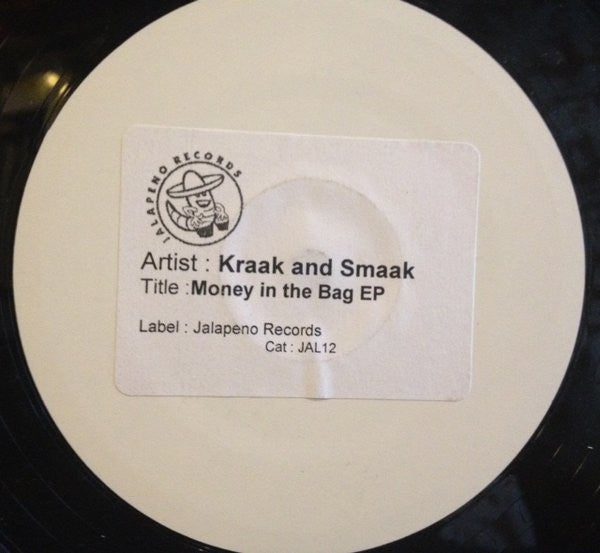 JALAPENO RECORDS
Artist : Kraak and Smaak
Title :Money in the Bag EP
Label : Jalapeno Records
Cat : JAL12